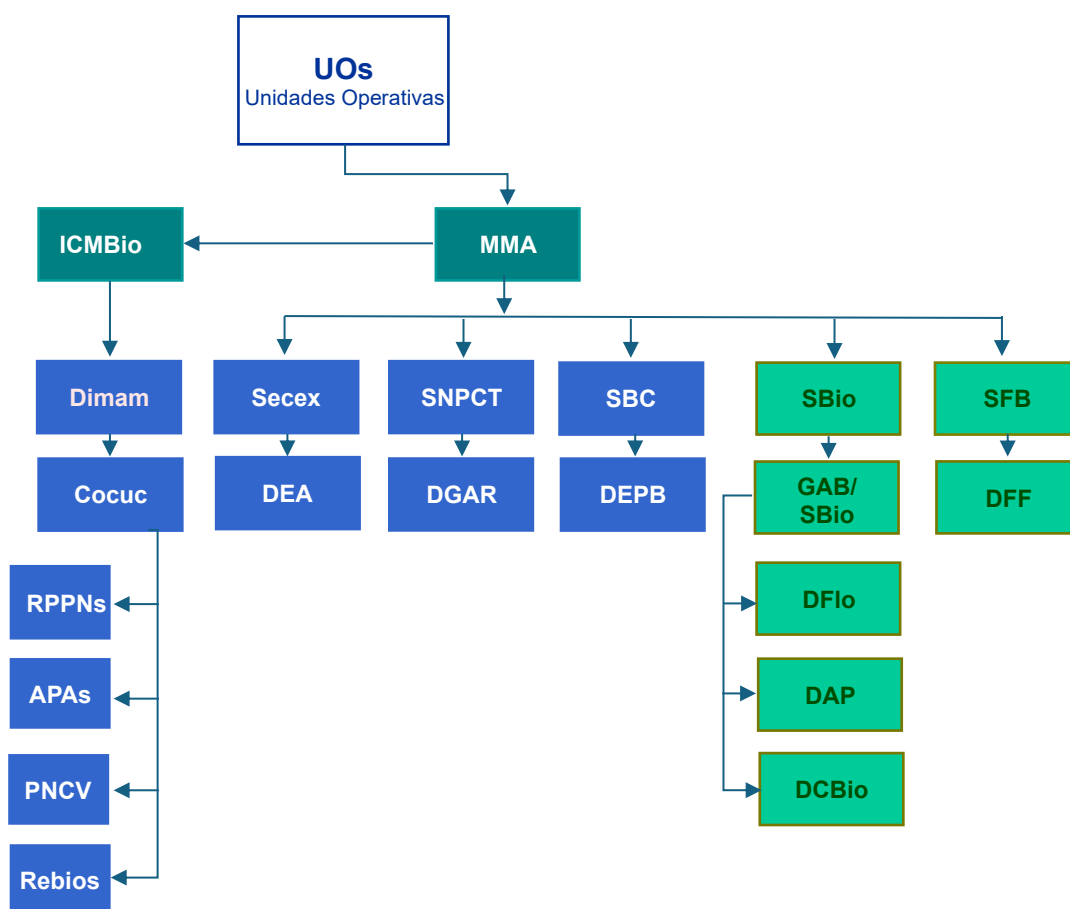 UOs
Unidades Operativas
ICMBio
MMA
Dimam
Secex
SNPCT
SBC
SBio
SFB
Cocuc
DEA
DGAR
DEPB
GAB/
SBio
DFF
RPPNs
DFlo
APAs
DAP
PNCV
DCBio
Rebios